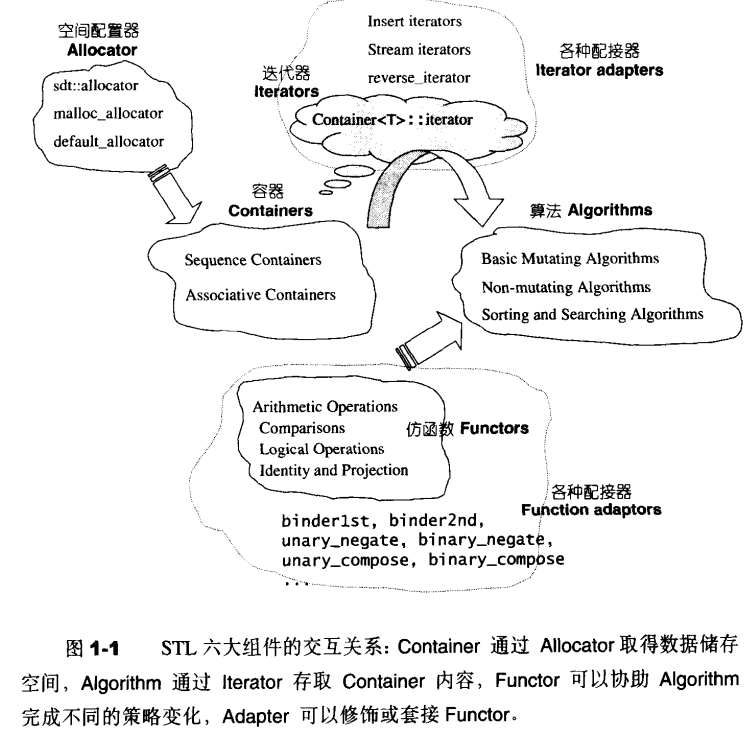 空间配置器
Allocator
sdt::allocator
malloc_allocator
default_allocator
迭代器
Iterators
Insert iterators
Stream iterators
reverse_iterator
Container<T>::iterator
各种配接器
Iterator adapters
容器
Containers
Sequence Containers
Associative Containers
算法 Algorithms
Basic Mutating Algorithms
Non-mutating Algorithms
Sorting and Searching Algorithms
Arithmetic Operations
Comparisons
Logical Operations
Identity and Projection
仿函数 Functors
各种配接器
Function adaptors
binder1st, binder2nd,
unary_negate, binary_negate,
unary_compose, binary_compose
...
图 1-1 STL 六大组件的交互关系：Container 通过 Allocator 取得数据储存
空间，Algorithm 通过 Iterator 存取 Container 内容，Functor 可以协助 Algorithm
完成不同的策略变化，Adapter 可以修饰或套接 Functor。